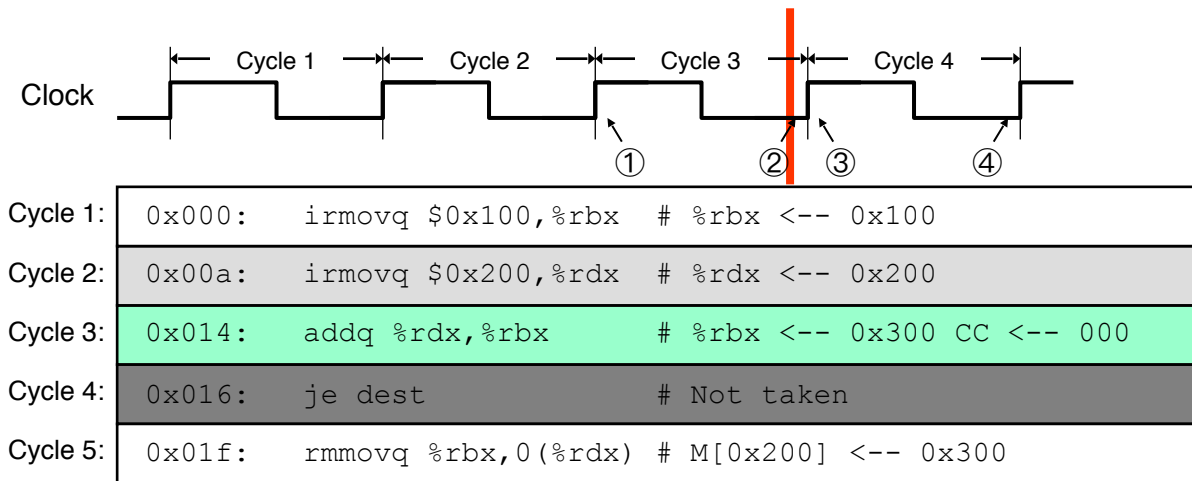 Cycle 1 Cycle 2 Cycle 3 Cycle 4
Clock
① ② ③ ④
Cycle 1: 0x000: irmovq $0x100,%rbx # %rbx <-- 0x100
Cycle 2: 0x00a: irmovq $0x200,%rdx # %rdx <-- 0x200
Cycle 3: 0x014: addq %rdx,%rbx # %rbx <-- 0x300 CC <-- 000
Cycle 4: 0x016: je dest # Not taken
Cycle 5: 0x01f: rmmovq %rbx,0(%rdx) # M[0x200] <-- 0x300